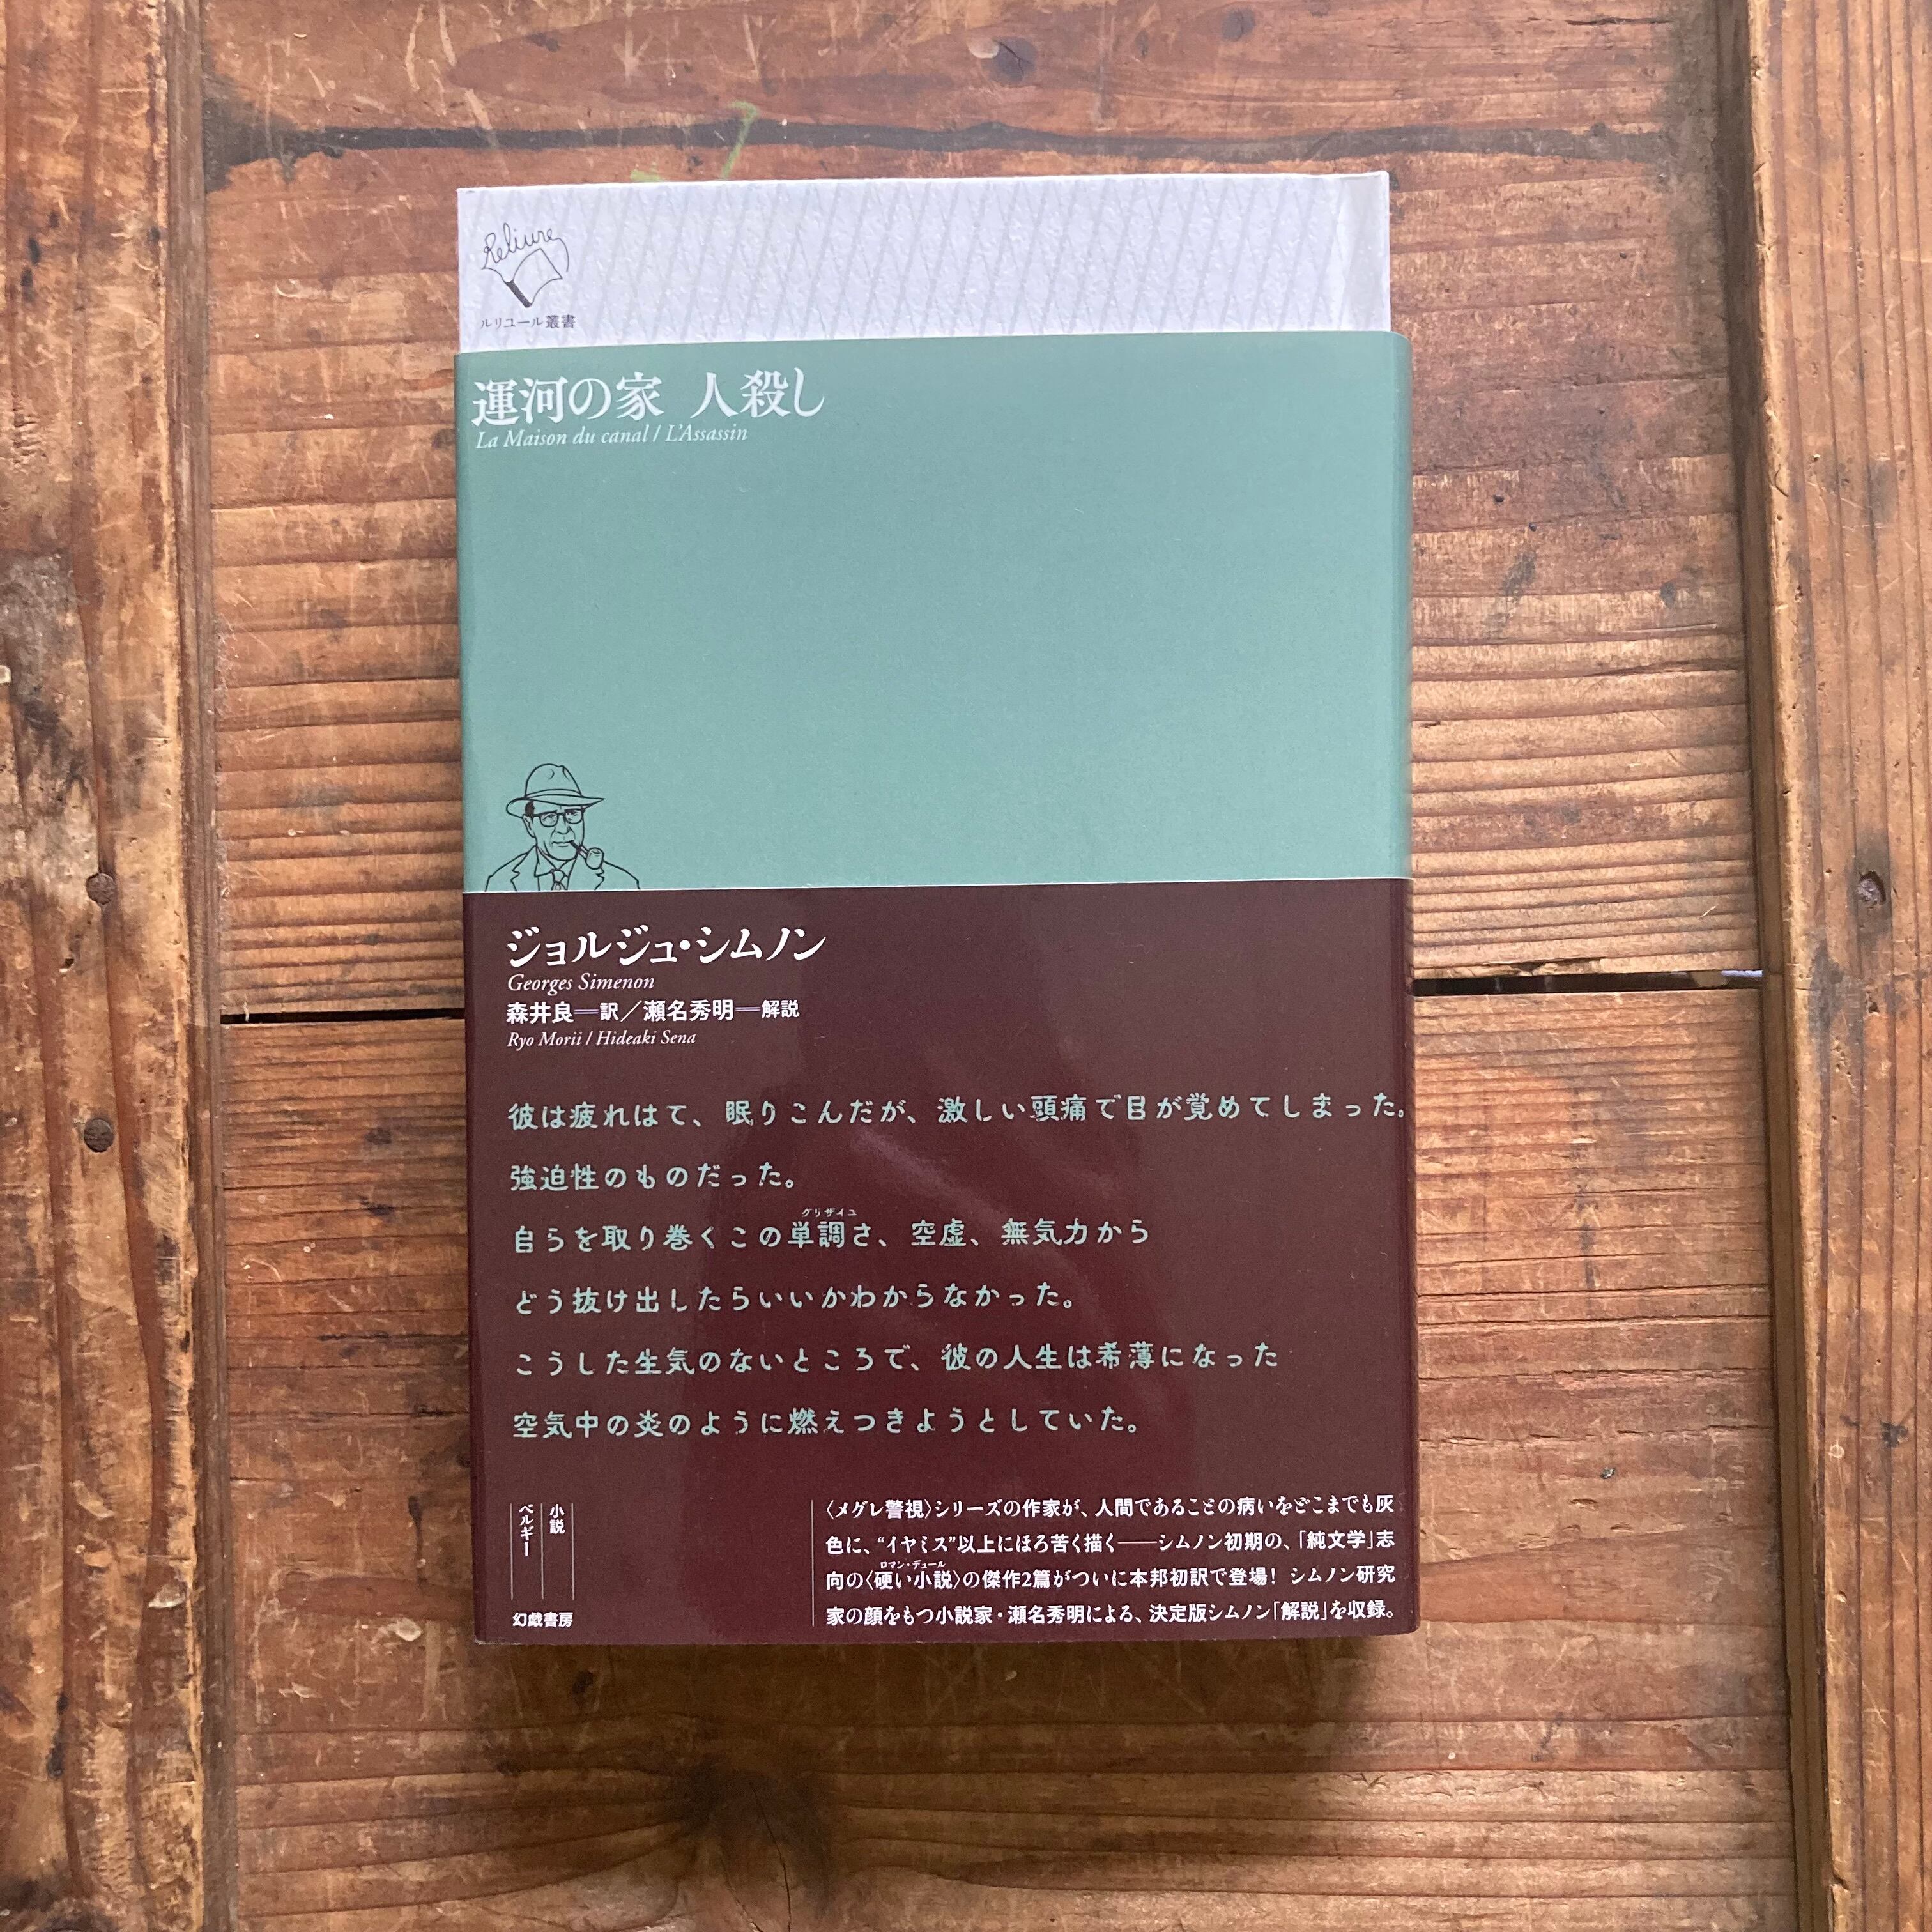 Reliure
ルリユール叢書
運河の家 人殺し
La Maison du canal / L'Assassin
ジョルジュ・シムノン
Georges Simenon
森井良＝訳／瀬名秀明＝解説
Ryo Morii / Hideaki Sena
彼は疲れはて、眠りこんだが、激しい頭痛で目が覚めてしまった。
強迫性のものだった。
グリザイユ
自らを取り巻くこの単調さ、空虚、無気力から
どう抜け出したらいいかわからなかった。
こうした生気のないところで、彼の人生は希薄になった
空気中の炎のように燃えつきようとしていた。
小説
ベルギー
幻戯書房
〈メグレ警視〉シリーズの作家が、人間であることの病いをどこまでも灰
色に、“イヤミス”以上にほろ苦く描く──シムノン初期の、「純文学」志
ロマン・デュール
向の〈硬い小説〉の傑作2篇がついに本邦初訳で登場！ シムノン研究
家の顔をもつ小説家・瀬名秀明による、決定版シムノン「解説」を収録。